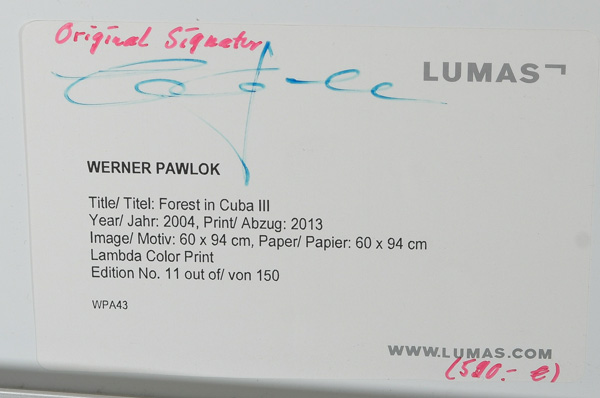 Original Signatur
LUMAS
WERNER PAWLOK
Title/ Titel: Forest in Cuba III
Year/ Jahr: 2004, Print/ Abzug: 2013
Image/ Motiv: 60 x 94 cm, Paper/ Papier: 60 x 94 cm
Lambda Color Print
Edition No. 11 out of/ von 150
WPA43
WWW.LUMAS.COM